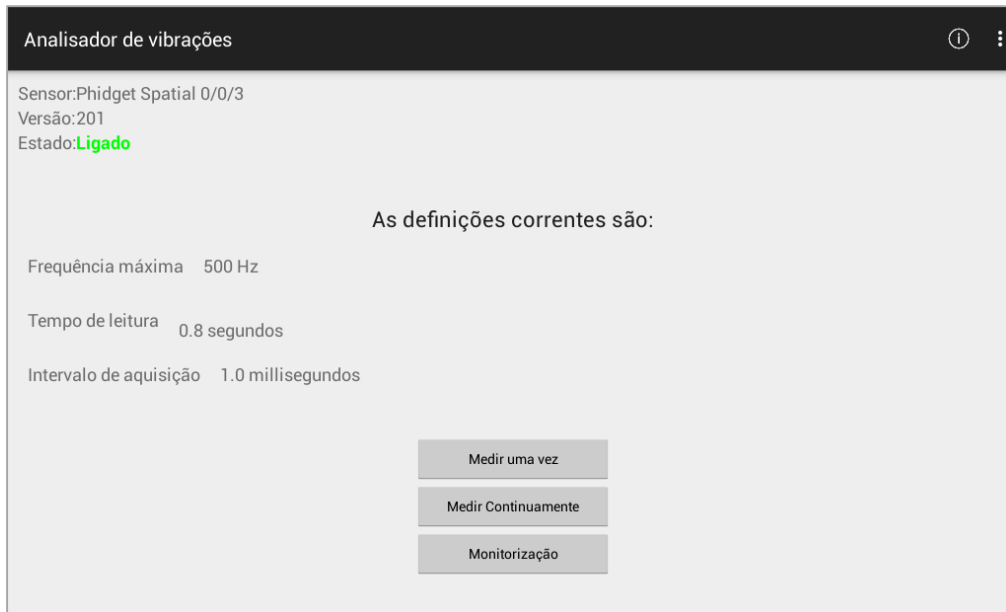 Analisador de vibrações
Sensor:Phidget Spatial 0/0/3
Versão:201
Estado:Ligado
As definições correntes são:
Frequência máxima 500 Hz
Tempo de leitura 0.8 segundos
Intervalo de aquisição 1.0 millisegundos
Medir uma vez
Medir Continuamente
Monitorização